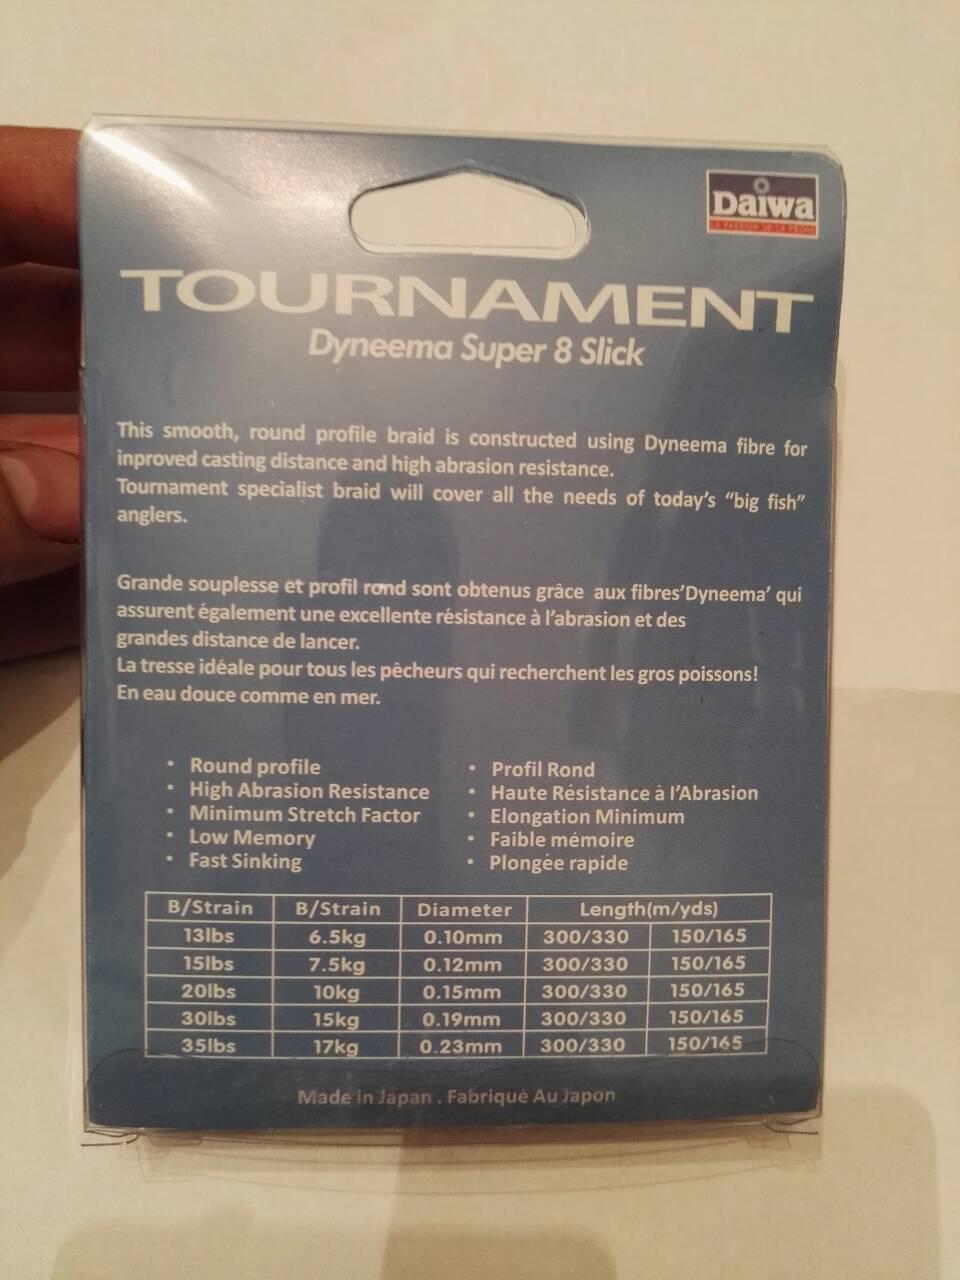 Daiwa
LA PASSION DE LA PÊCHE
TOURNAMENT
Dyneema Super 8 Slick
This smooth, round profile braid is constructed using Dyneema fibre for
inproved casting distance and high abrasion resistance.
Tournament specialist braid will cover all the needs of today's "big fish"
anglers.
Grande souplesse et profil rond sont obtenus grâce aux fibres'Dyneema' qui
assurent également une excellente résistance à l'abrasion et des
grandes distance de lancer.
La tresse idéale pour tous les pêcheurs qui recherchent les gros poissons!
En eau douce comme en mer.
• Round profile
• High Abrasion Resistance
• Minimum Stretch Factor
• Low Memory
• Fast Sinking
• Profil Rond
• Haute Résistance à l'Abrasion
• Elongation Minimum
• Faible mémoire
• Plongée rapide
B/Strain B/Strain Diameter Length(m/yds)
13lbs 6.5kg 0.10mm 300/330 150/165
15lbs 7.5kg 0.12mm 300/330 150/165
20lbs 10kg 0.15mm 300/330 150/165
30lbs 15kg 0.19mm 300/330 150/165
35lbs 17kg 0.23mm 300/330 150/165
Made in Japan . Fabriqué Au Japon